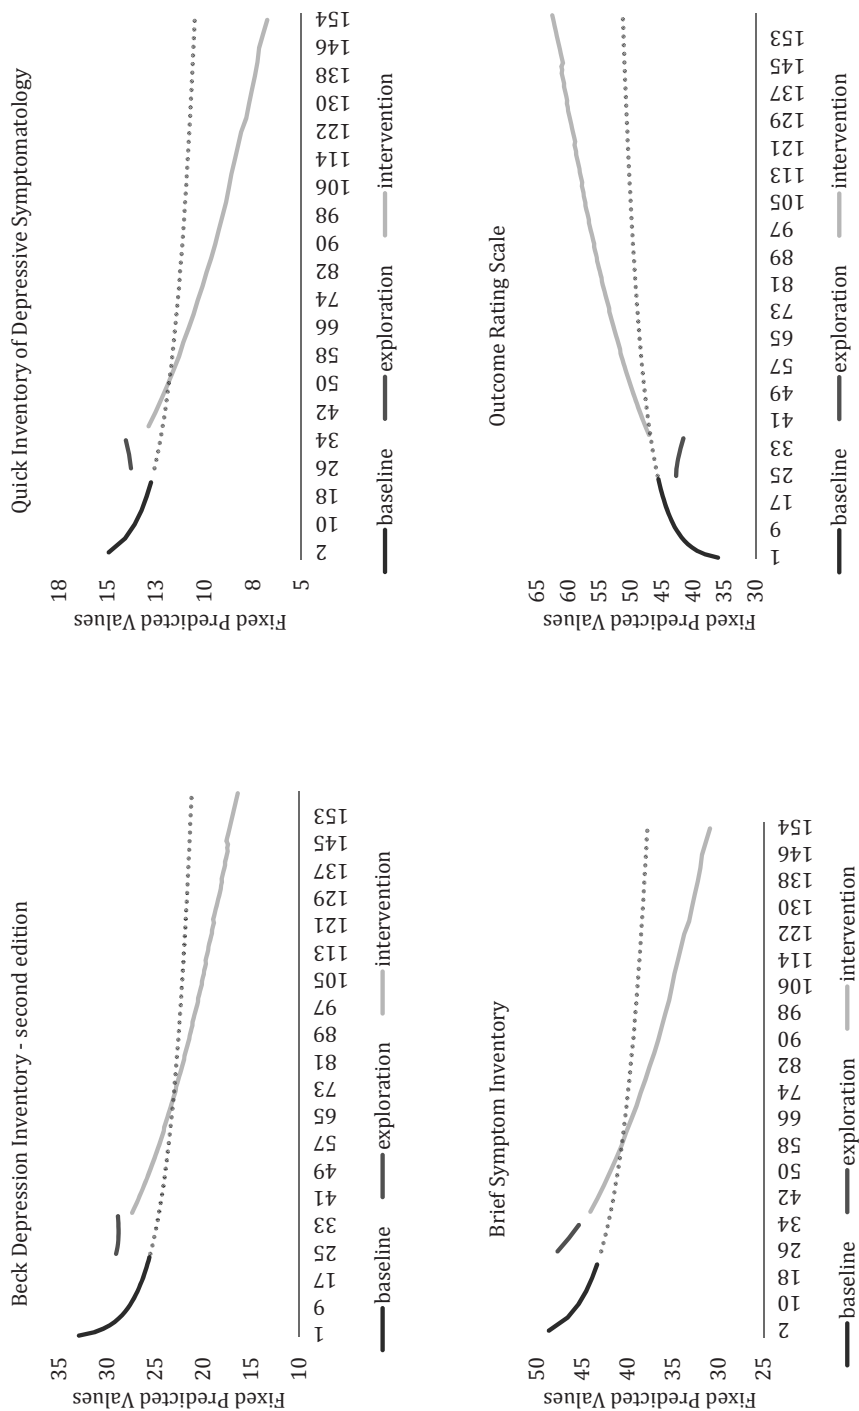 Beck Depression Inventory - second edition
Fixed Predicted Values
35
30
25
20
15
10
1 9 17 25 33 41 49 57 65 73 81 89 97 105 113 121 129 137 145 153
baseline exploration intervention
Quick Inventory of Depressive Symptomatology
Fixed Predicted Values
18
15
13
10
8
5
2 10 18 26 34 42 50 58 66 74 82 90 98 106 114 122 130 138 146 154
baseline exploration intervention
Brief Symptom Inventory
Fixed Predicted Values
50
45
40
35
30
25
2 10 18 26 34 42 50 58 66 74 82 90 98 106 114 122 130 138 146 154
baseline exploration intervention
Outcome Rating Scale
Fixed Predicted Values
65
60
55
50
45
40
35
30
1 9 17 25 33 41 49 57 65 73 81 89 97 105 113 121 129 137 145 153
baseline exploration intervention